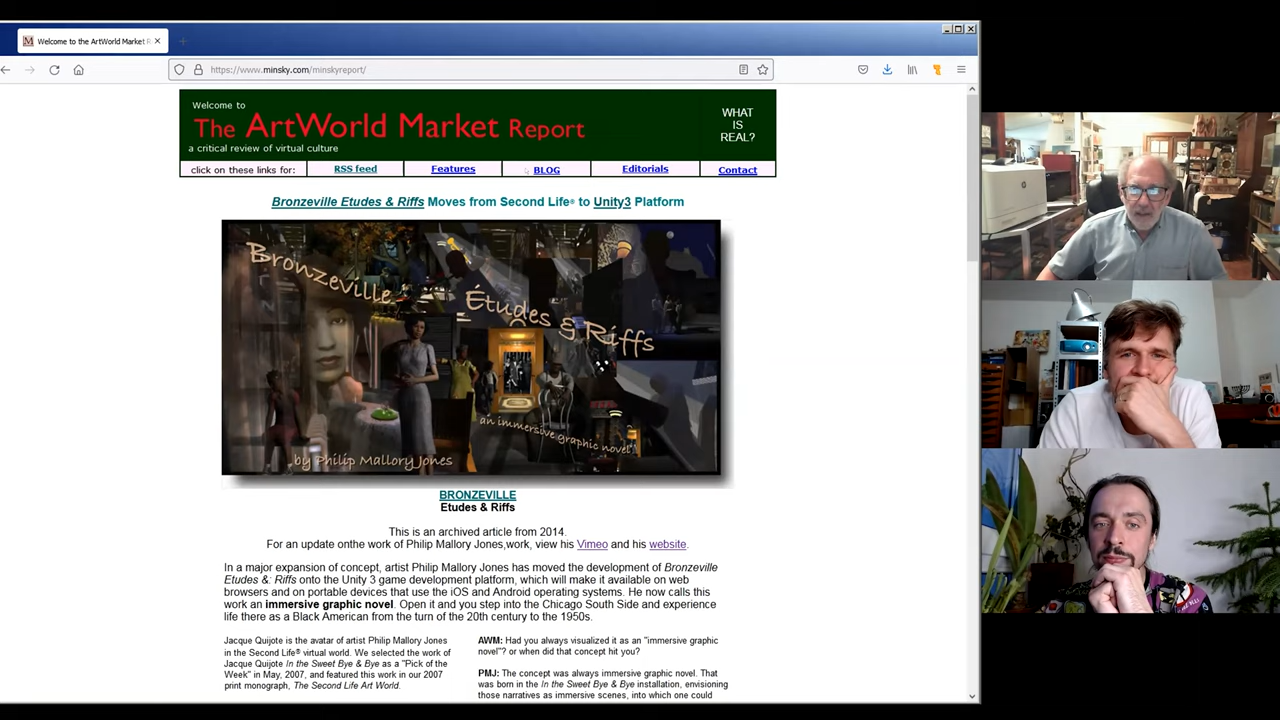 Welcome to the ArtWorld Market R
https://www.minsky.com/minskyreport/
Welcome to
The ArtWorld Market Report
a critical review of virtual culture
WHAT
IS
REAL?
click on these links for: RSS feed Features BLOG Editorials Contact
Bronzeville Etudes & Riffs Moves from Second Life® to Unity3 Platform
Bronzeville
Études & Riffs
an immersive graphic novel
by Philip Mallory Jones
BRONZEVILLE
Etudes & Riffs
This is an archived article from 2014.
For an update onthe work of Philip Mallory Jones,work, view his Vimeo and his website.
In a major expansion of concept, artist Philip Mallory Jones has moved the development of Bronzeville
Etudes &: Riffs onto the Unity 3 game development platform, which will make it available on web
browsers and on portable devices that use the iOS and Android operating systems. He now calls this
work an immersive graphic novel. Open it and you step into the Chicago South Side and experience
life there as a Black American from the turn of the 20th century to the 1950s.
Jacque Quijote is the avatar of artist Philip Mallory Jones
in the Second Life® virtual world. We selected the work of
Jacque Quijote In the Sweet Bye & Bye as a "Pick of the
Week" in May, 2007, and featured this work in our 2007
print monograph, The Second Life Art World.
AWM: Had you always visualized it as an "immersive graphic
novel"? or when did that concept hit you?
PMJ: The concept was always immersive graphic novel. That
was born in the In the Sweet Bye & Bye installation, envisioning
those narratives as immersive scenes, into which one could